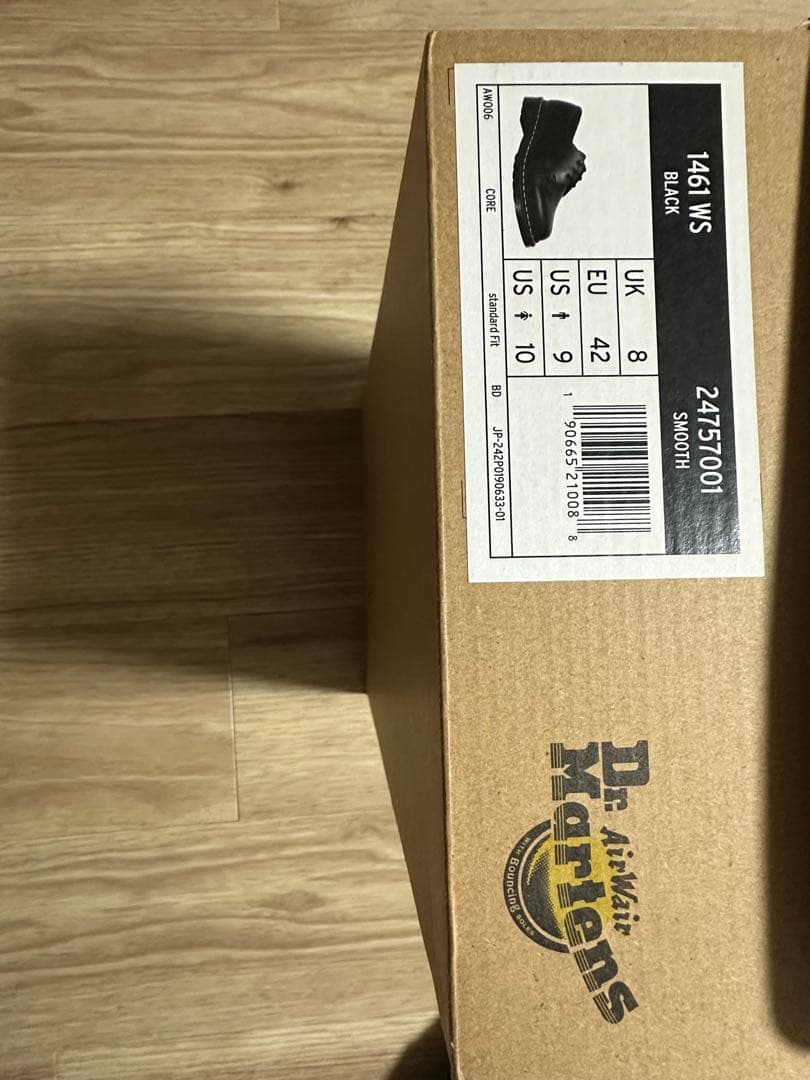 1461 WS 24757001
BLACK SMOOTH
UK 8
EU 42
US 9
US 10
1 90665 21008 8
AW006 CORE standard Fit BD JP-242P0190633-01
Dr. AirWair
Martens
WITH Bouncing SOLES